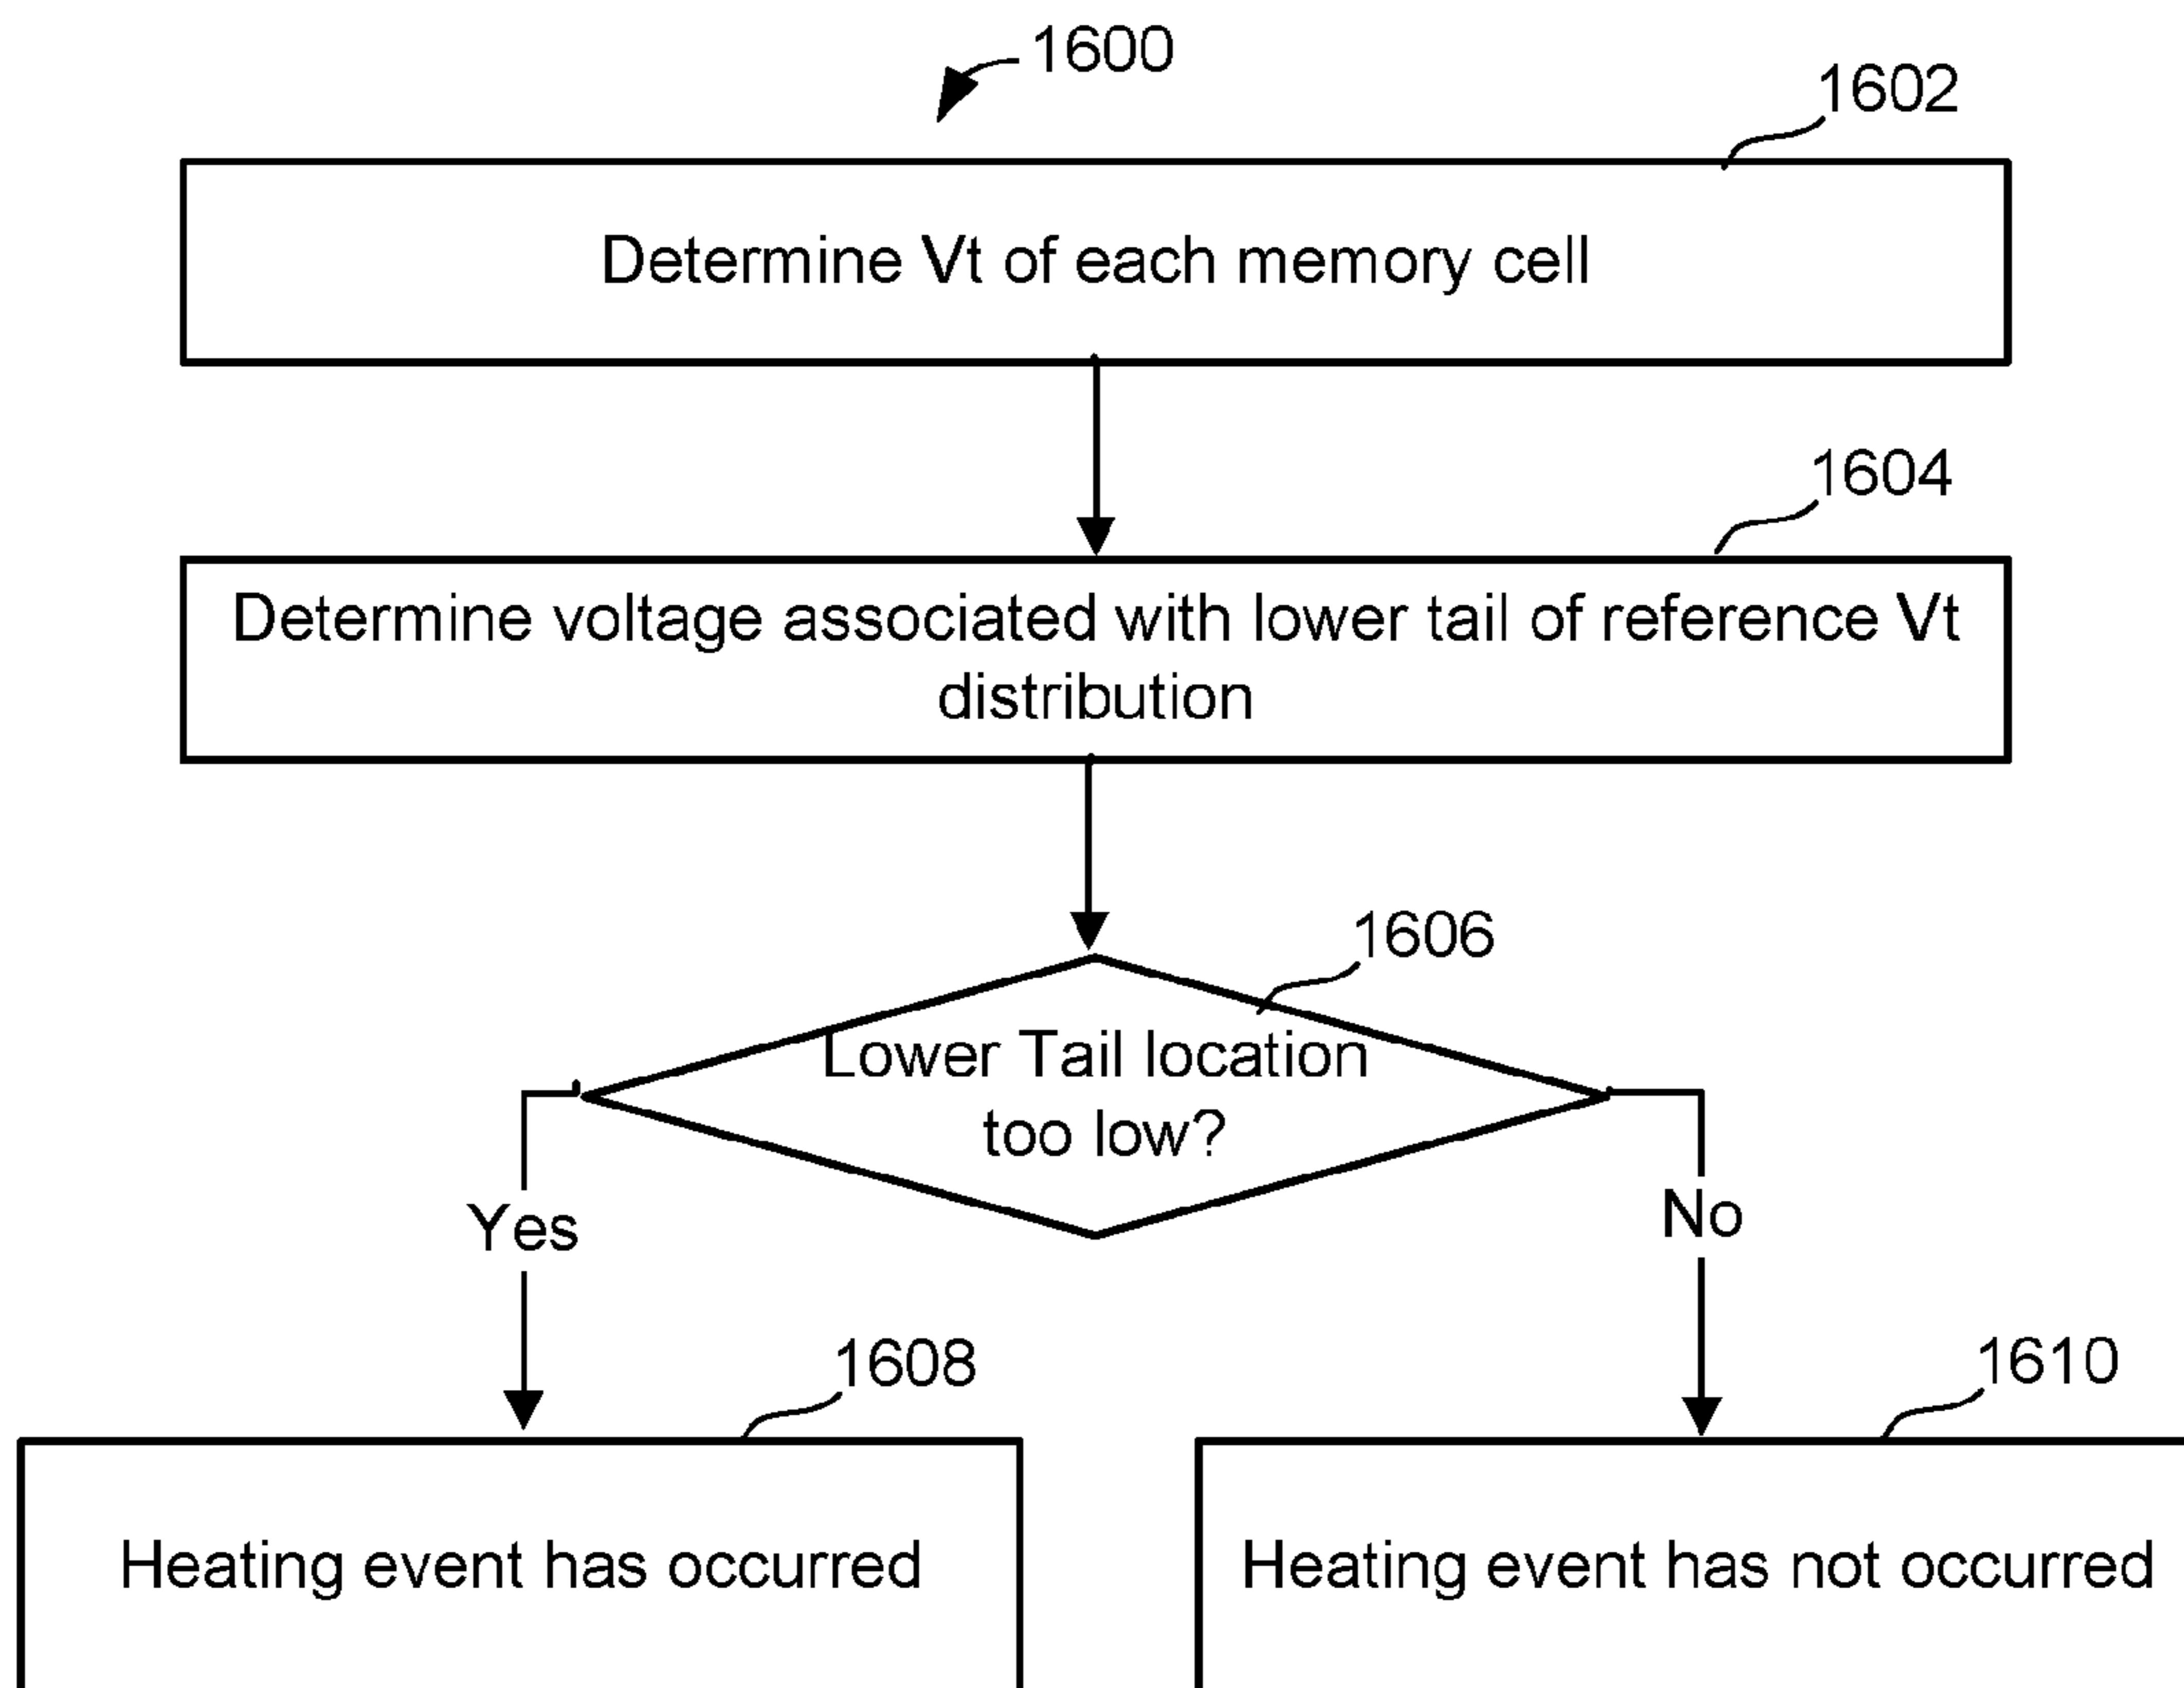 1600
1602
Determine Vt of each memory cell
1604
Determine voltage associated with lower tail of reference Vt
distribution
1606
Lower Tail location
too low?
Yes
No
1608
1610
Heating event has occurred
Heating event has not occurred